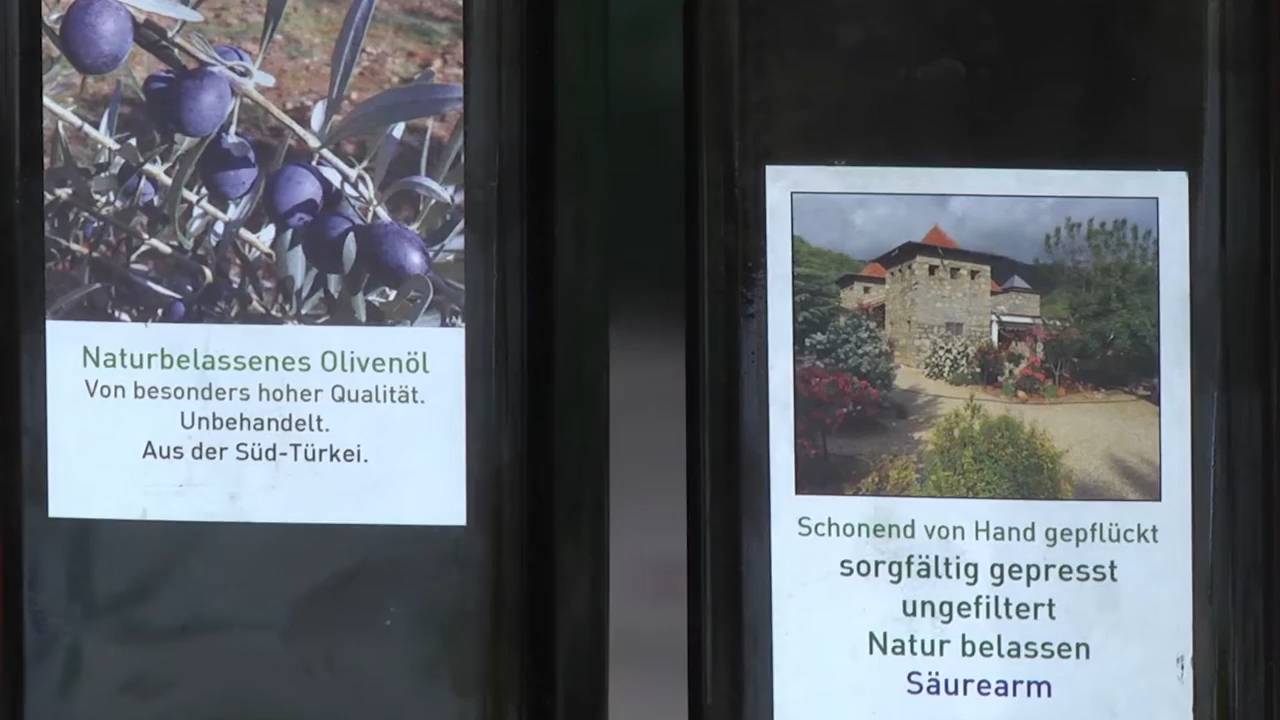 Naturbelassenes Olivenöl
Von besonders hoher Qualität.
Unbehandelt.
Aus der Süd-Türkei.
Schonend von Hand gepflückt
sorgfältig gepresst
ungefiltert
Natur belassen
Säurearm